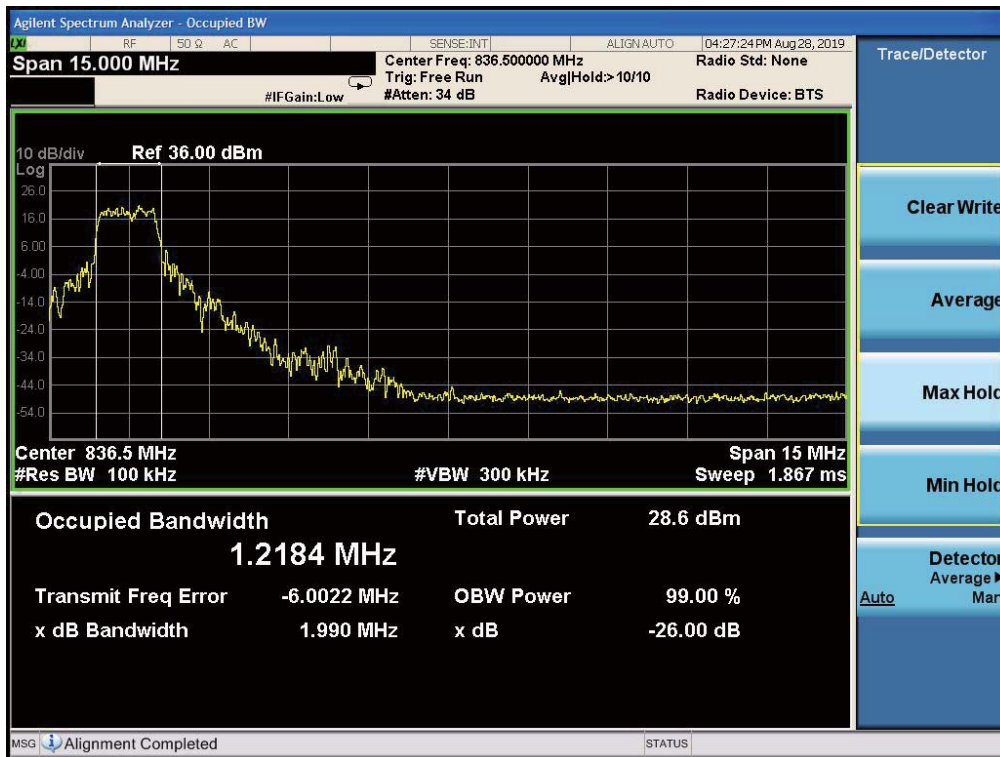 Agilent Spectrum Analyzer - Occupied BW
LXI RF 50 Ω AC SENSE:INT ALIGN AUTO 04:27:24 PM Aug 28, 2019
Span 15.000 MHz Center Freq: 836.500000 MHz Radio Std: None Trace/Detector
Trig: Free Run Avg|Hold:> 10/10
#IFGain:Low #Atten: 34 dB Radio Device: BTS
10 dB/div Ref 36.00 dBm
Log
26.0
16.0
6.00
-4.00
-14.0
-24.0
-34.0
-44.0
-54.0
Center 836.5 MHz Span 15 MHz
#Res BW 100 kHz #VBW 300 kHz Sweep 1.867 ms
Occupied Bandwidth Total Power 28.6 dBm
1.2184 MHz
Transmit Freq Error -6.0022 MHz OBW Power 99.00 %
x dB Bandwidth 1.990 MHz x dB -26.00 dB
Clear Write
Average
Max Hold
Min Hold
Detector
Average
Auto Man
MSG Alignment Completed STATUS